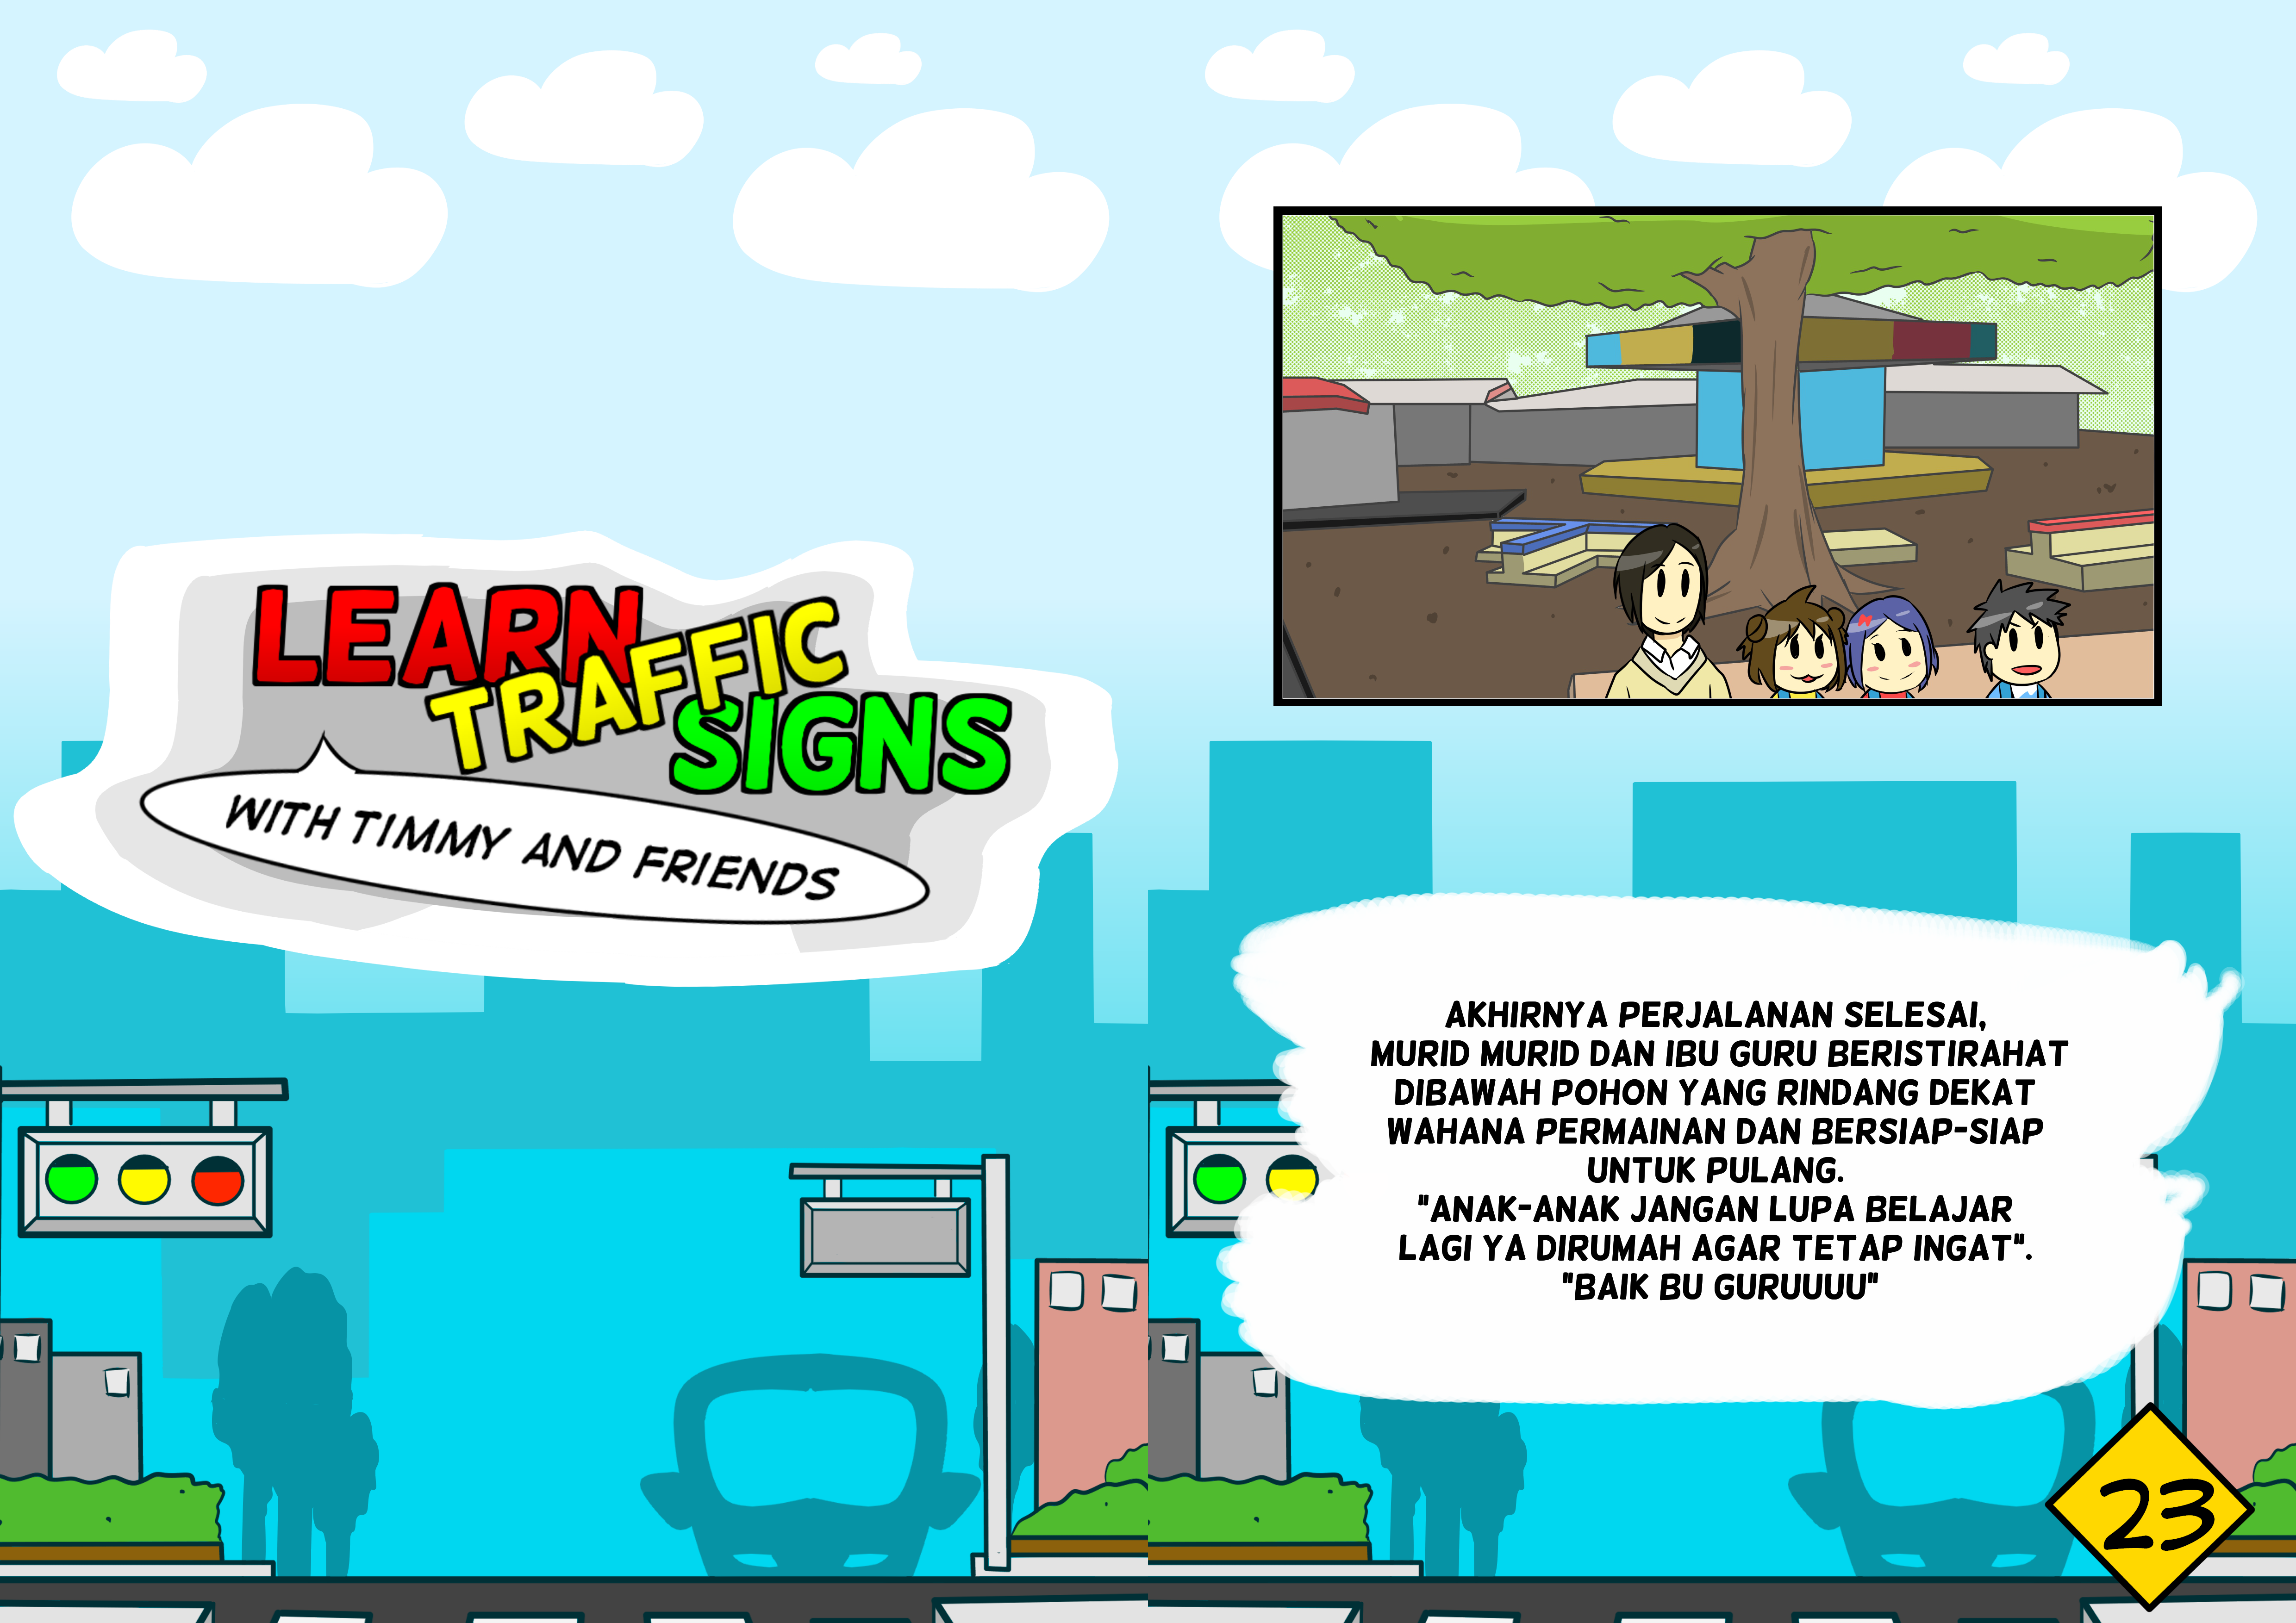 LEARN
TRAFFIC
SIGNS
WITH TIMMY AND FRIENDS
AKHIRNYA PERJALANAN SELESAI,
MURID MURID DAN IBU GURU BERISTIRAHAT
DIBAWAH POHON YANG RINDANG DEKAT
WAHANA PERMAINAN DAN BERSIAP-SIAP
UNTUK PULANG.
"ANAK-ANAK JANGAN LUPA BELAJAR
LAGI YA DIRUMAH AGAR TETAP INGAT".
"BAIK BU GURUUUU"
23